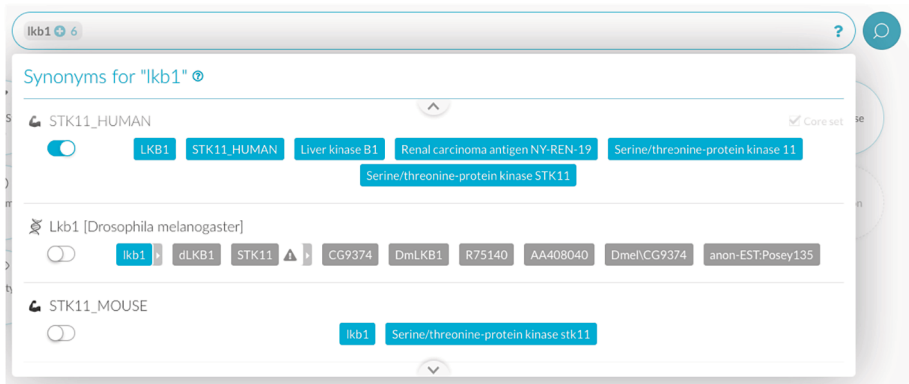 lkb1 6 ?
Synonyms for "lkb1" ?
STK11_HUMAN
Core set
LKB1 STK11_HUMAN Liver kinase B1 Renal carcinoma antigen NY-REN-19 Serine/threonine-protein kinase 11
Serine/threonine-protein kinase STK11
Lkb1 [Drosophila melanogaster]
lkb1 dLKB1 STK11 CG9374 DmLKB1 R75140 AA408040 Dmel\CG9374 anon-EST:Posey135
STK11_MOUSE
lkb1 Serine/threonine-protein kinase stk11